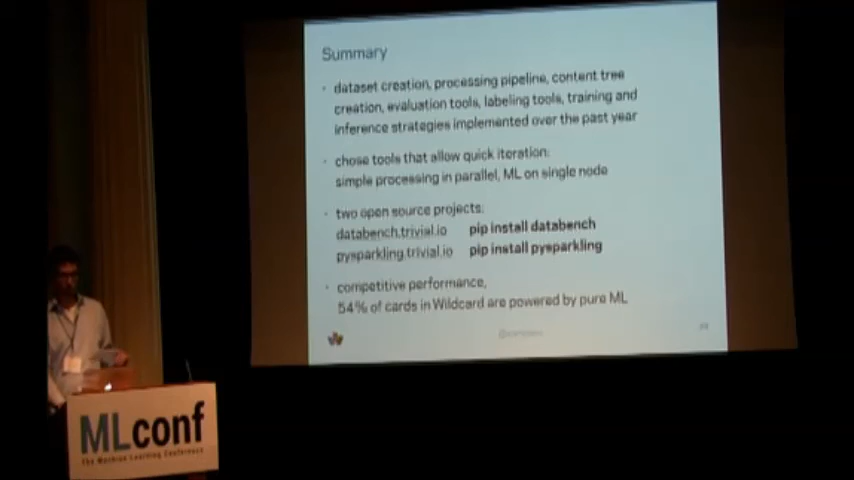 Summary
dataset creation, processing pipeline, content tree
creation, evaluation tools, labeling tools, training and
inference strategies implemented over the past year
chose tools that allow quick iteration:
simple processing in parallel, ML on single node
two open source projects:
databench.trivial.io pip install databench
pysparkling.trivial.io pip install pysparkling
competitive performance,
54% of cards in Wildcard are powered by pure ML
MLconf
The Machine Learning Conference